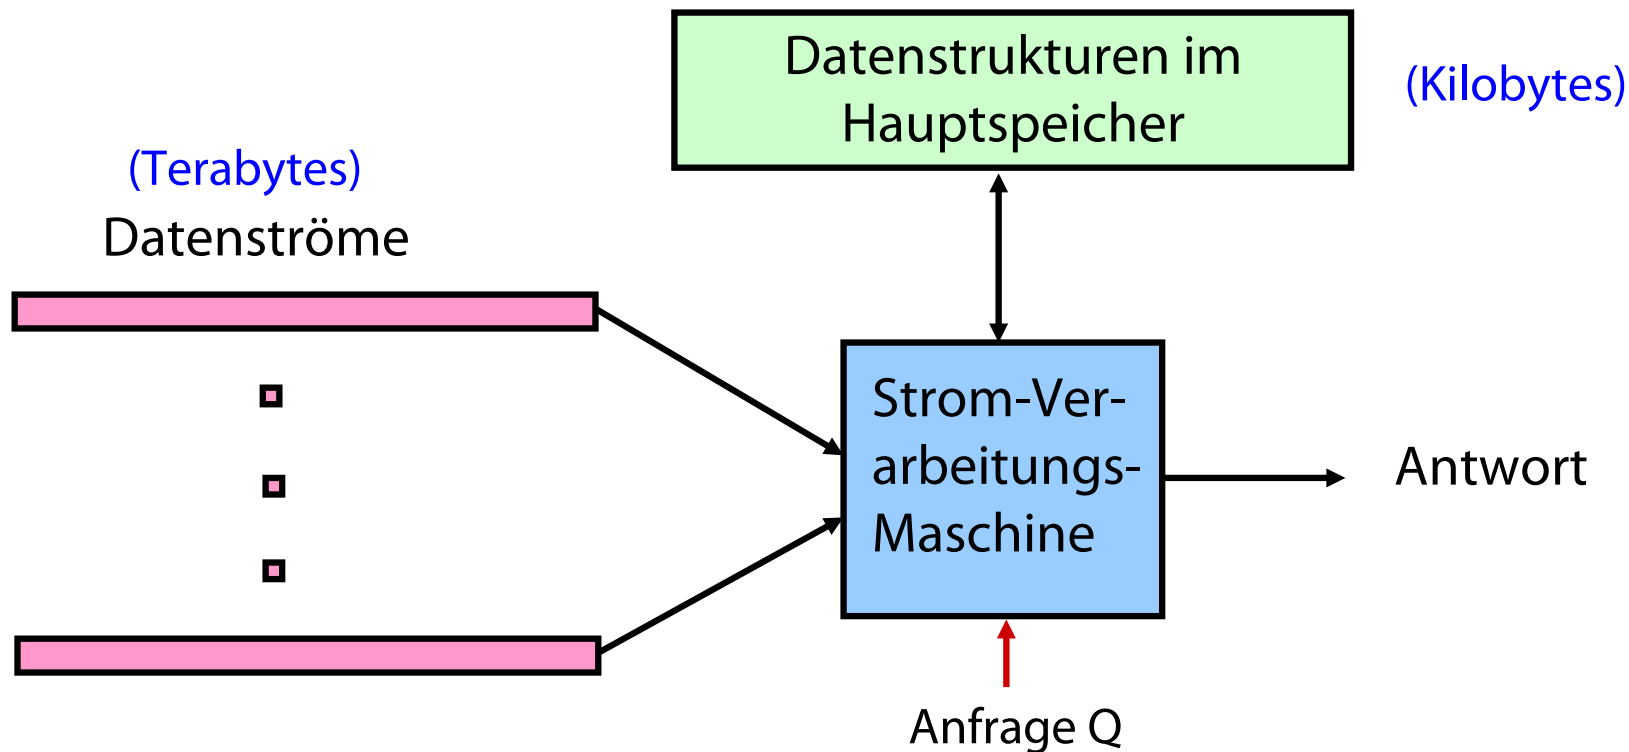 Datenstrukturen im
Hauptspeicher
(Kilobytes)
(Terabytes)
Datenströme
Strom-Ver-
arbeitungs-
Maschine
Antwort
Anfrage Q